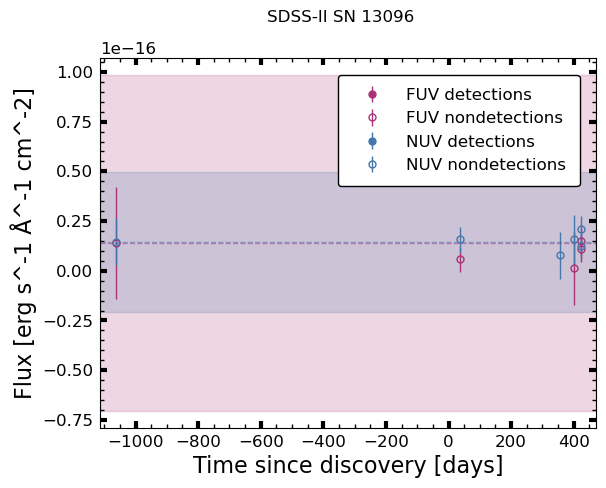 SDSS-II SN 13096
1e−16
FUV detections
FUV nondetections
NUV detections
NUV nondetections
1.00
0.75
0.50
0.25
0.00
−0.25
−0.50
−0.75
Flux [erg s^-1 Å^-1 cm^-2]
−1000 −800 −600 −400 −200 0 200 400
Time since discovery [days]